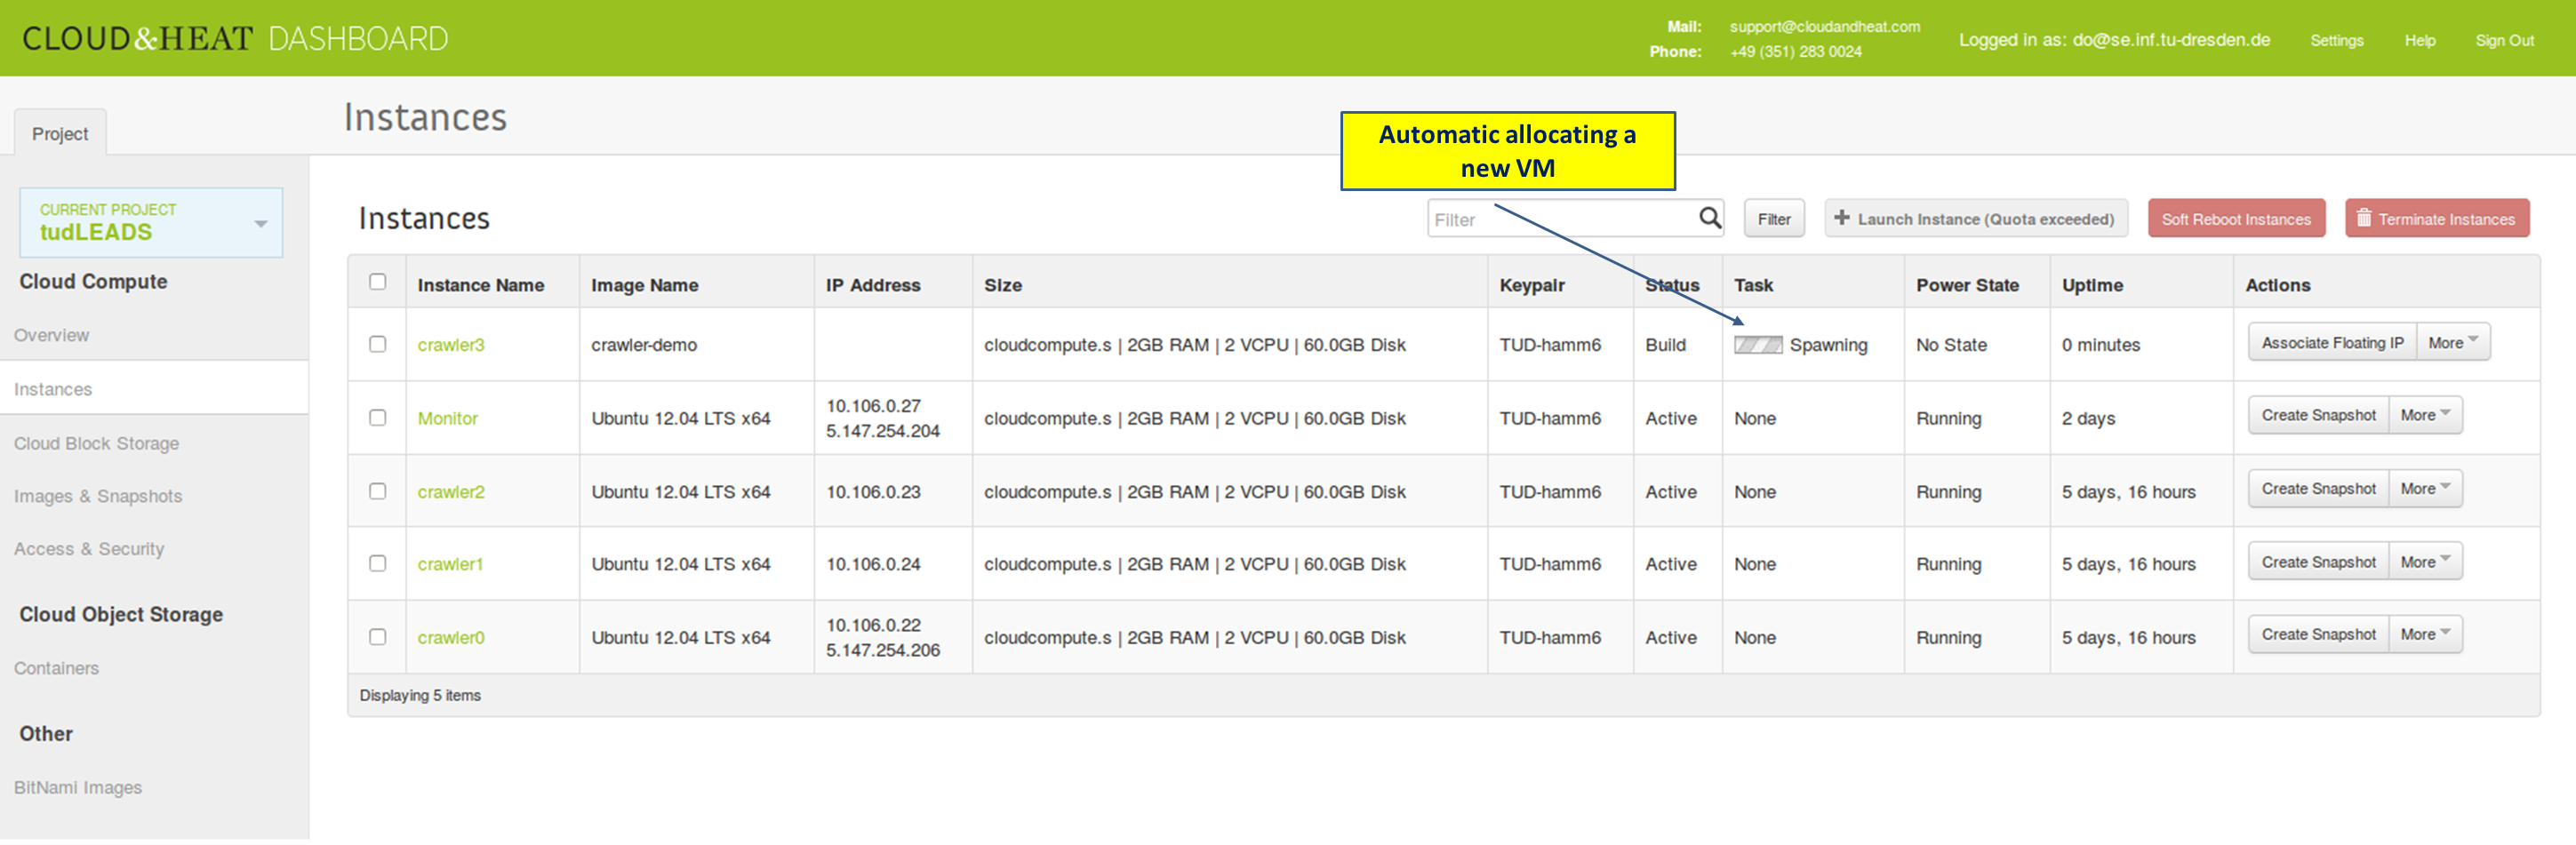 CLOUD&HEAT DASHBOARD
Mail: support@cloudandheat.com
Phone: +49 (351) 283 0024
Logged in as: do@se.inf.tu-dresden.de Settings Help Sign Out
Project
Instances
Automatic allocating a
new VM
CURRENT PROJECT
tudLEADS
Cloud Compute
Overview
Instances
Cloud Block Storage
Images & Snapshots
Access & Security
Cloud Object Storage
Containers
Other
BitNami Images
Instances
Filter Filter Launch Instance (Quota exceeded) Soft Reboot Instances Terminate Instances
Instance Name Image Name IP Address Size Keypair Status Task Power State Uptime Actions
crawler3 crawler-demo cloudcompute.s | 2GB RAM | 2 VCPU | 60.0GB Disk TUD-hamm6 Build Spawning No State 0 minutes Associate Floating IP More
Monitor Ubuntu 12.04 LTS x64 10.106.0.27 5.147.254.204 cloudcompute.s | 2GB RAM | 2 VCPU | 60.0GB Disk TUD-hamm6 Active None Running 2 days Create Snapshot More
crawler2 Ubuntu 12.04 LTS x64 10.106.0.23 cloudcompute.s | 2GB RAM | 2 VCPU | 60.0GB Disk TUD-hamm6 Active None Running 5 days, 16 hours Create Snapshot More
crawler1 Ubuntu 12.04 LTS x64 10.106.0.24 cloudcompute.s | 2GB RAM | 2 VCPU | 60.0GB Disk TUD-hamm6 Active None Running 5 days, 16 hours Create Snapshot More
crawler0 Ubuntu 12.04 LTS x64 10.106.0.22 5.147.254.206 cloudcompute.s | 2GB RAM | 2 VCPU | 60.0GB Disk TUD-hamm6 Active None Running 5 days, 16 hours Create Snapshot More
Displaying 5 items